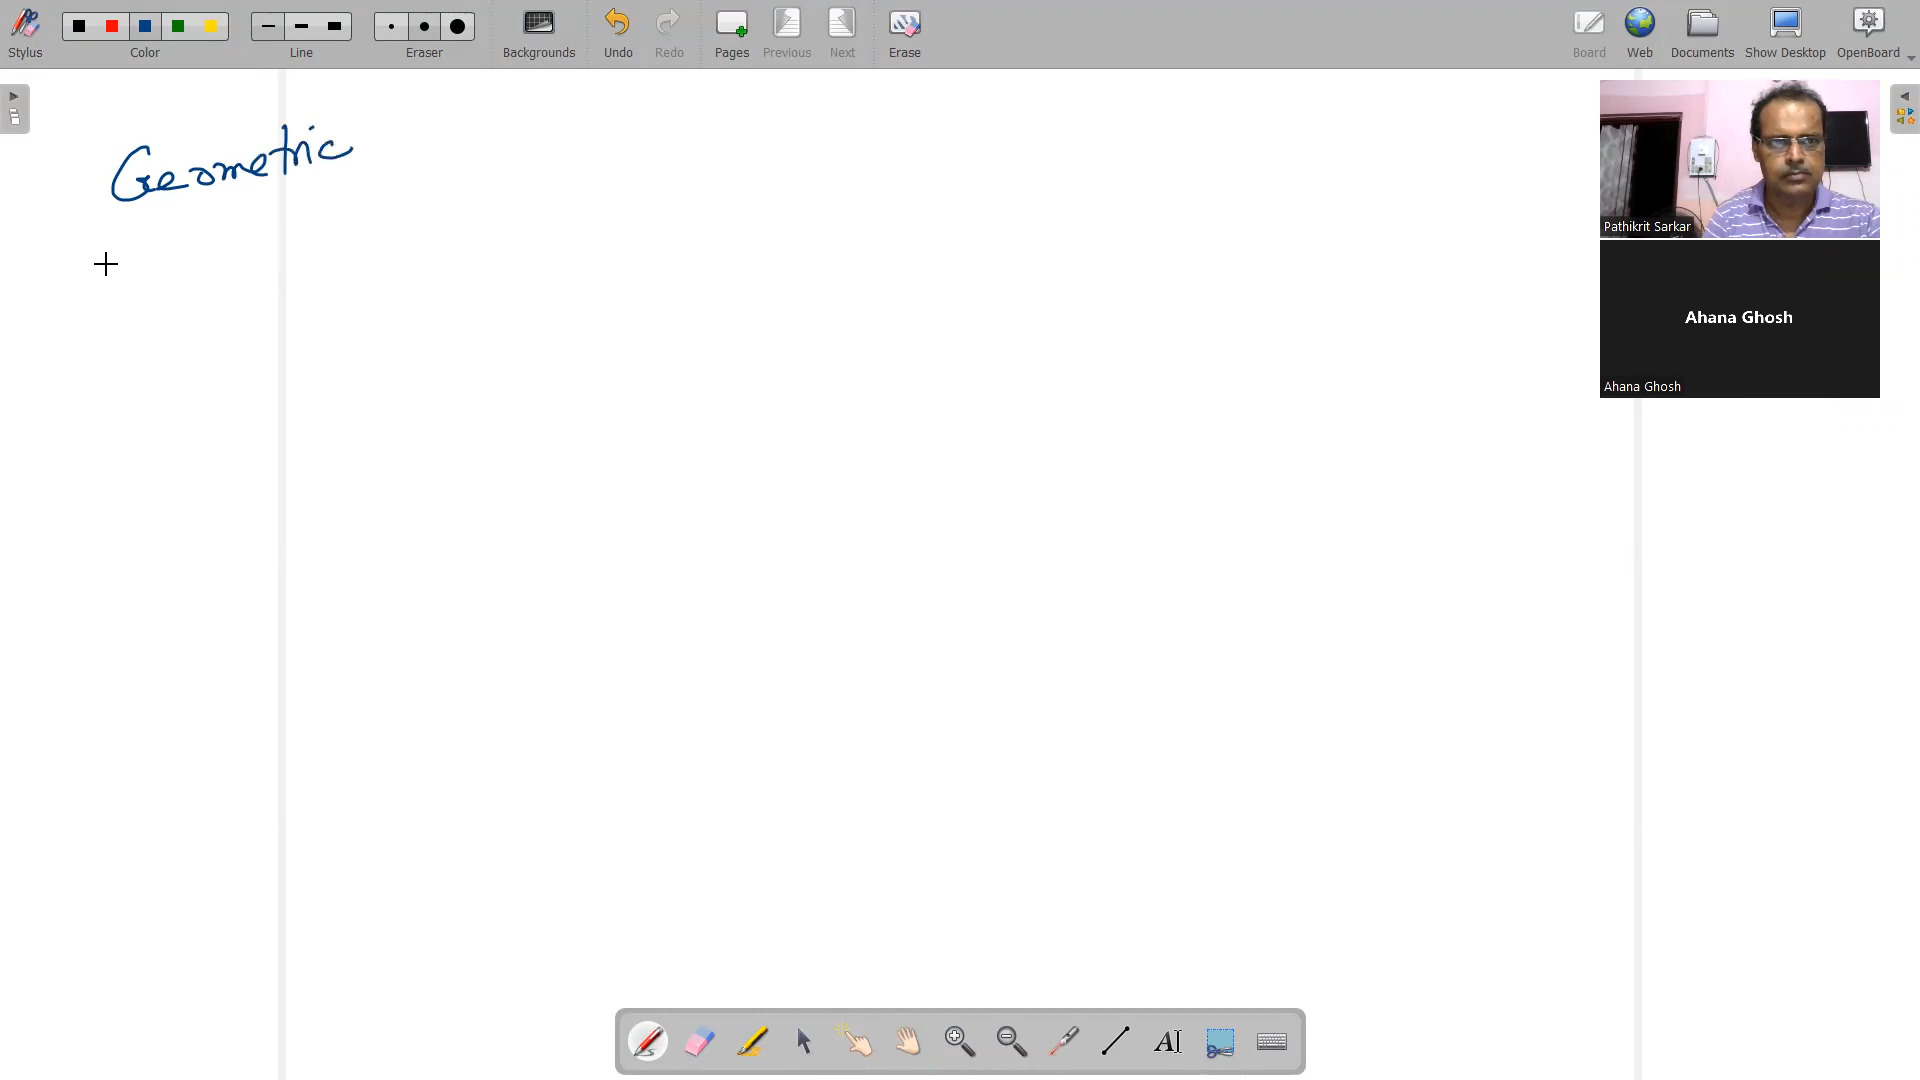 Stylus Color Line Eraser Backgrounds Undo Redo Pages Previous Next Erase Board Web Documents Show Desktop OpenBoard
Geometric
Pathikrit Sarkar
Ahana Ghosh
Ahana Ghosh